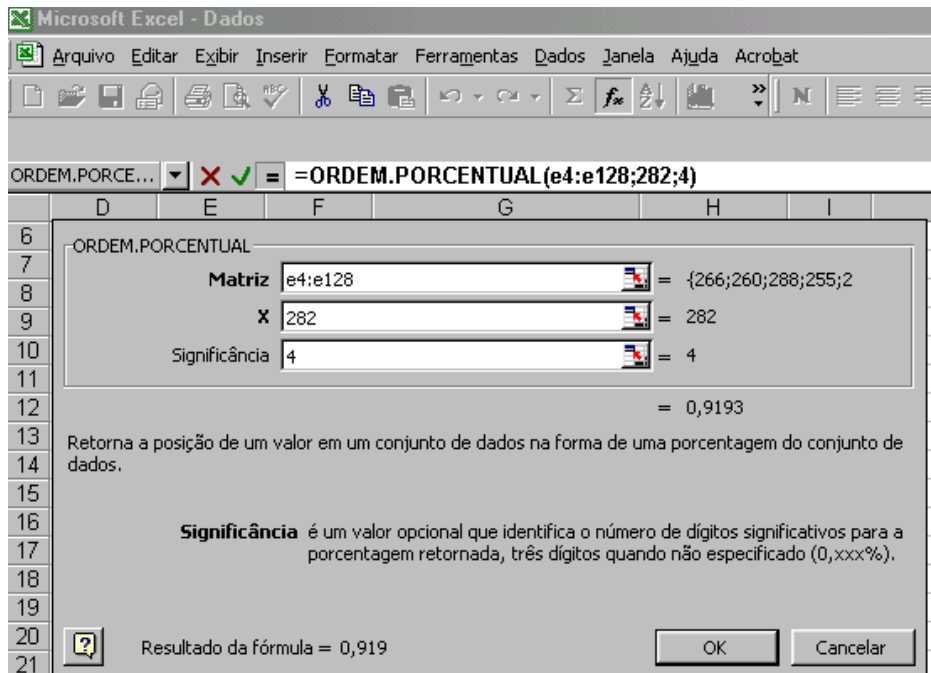 Microsoft Excel - Dados
Arquivo Editar Exibir Inserir Formatar Ferramentas Dados Janela Ajuda Acrobat
ABC Σ fx A Z » N
ORDEM.PORCE... = =ORDEM.PORCENTUAL(e4:e128;282;4)
D E F G H I
6
ORDEM.PORCENTUAL
7
Matriz e4:e128 = {266;260;288;255;2
8
9
X 282 = 282
10
Significância 4 = 4
11
12
= 0,9193
13
Retorna a posição de um valor em um conjunto de dados na forma de uma porcentagem do conjunto de
14
dados.
15
16
Significância é um valor opcional que identifica o número de dígitos significativos para a
17
porcentagem retornada, três dígitos quando não especificado (0,xxx%).
18
19
20
? Resultado da fórmula = 0,919 OK Cancelar
21